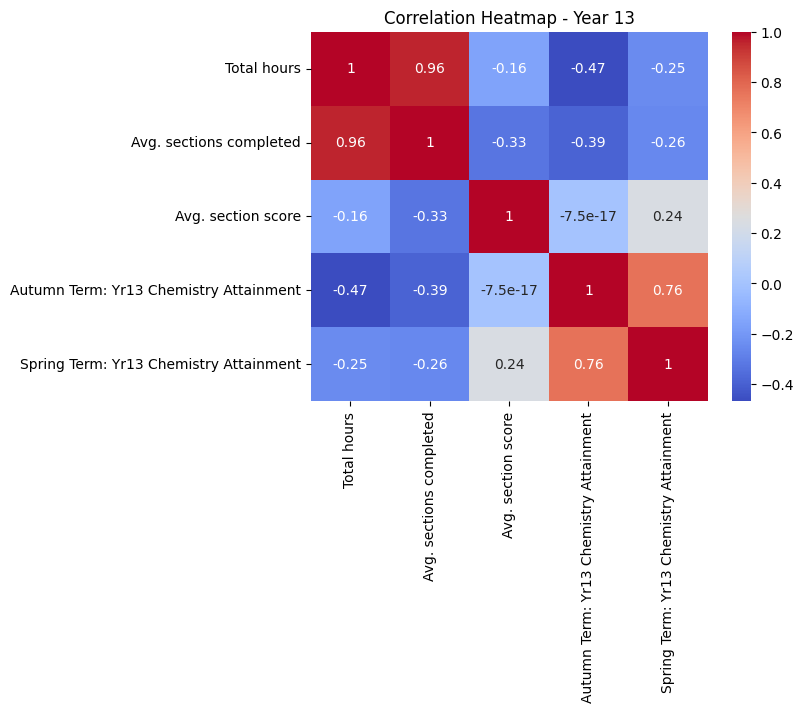 Correlation Heatmap - Year 13
Total hours
1
0.96
-0.16
-0.47
-0.25
Avg. sections completed
0.96
1
-0.33
-0.39
-0.26
Avg. section score
-0.16
-0.33
1
-7.5e-17
0.24
Autumn Term: Yr13 Chemistry Attainment
-0.47
-0.39
-7.5e-17
1
0.76
Spring Term: Yr13 Chemistry Attainment
-0.25
-0.26
0.24
0.76
1
Total hours
Avg. sections completed
Avg. section score
Autumn Term: Yr13 Chemistry Attainment
Spring Term: Yr13 Chemistry Attainment
1.0
0.8
0.6
0.4
0.2
0.0
−0.2
−0.4